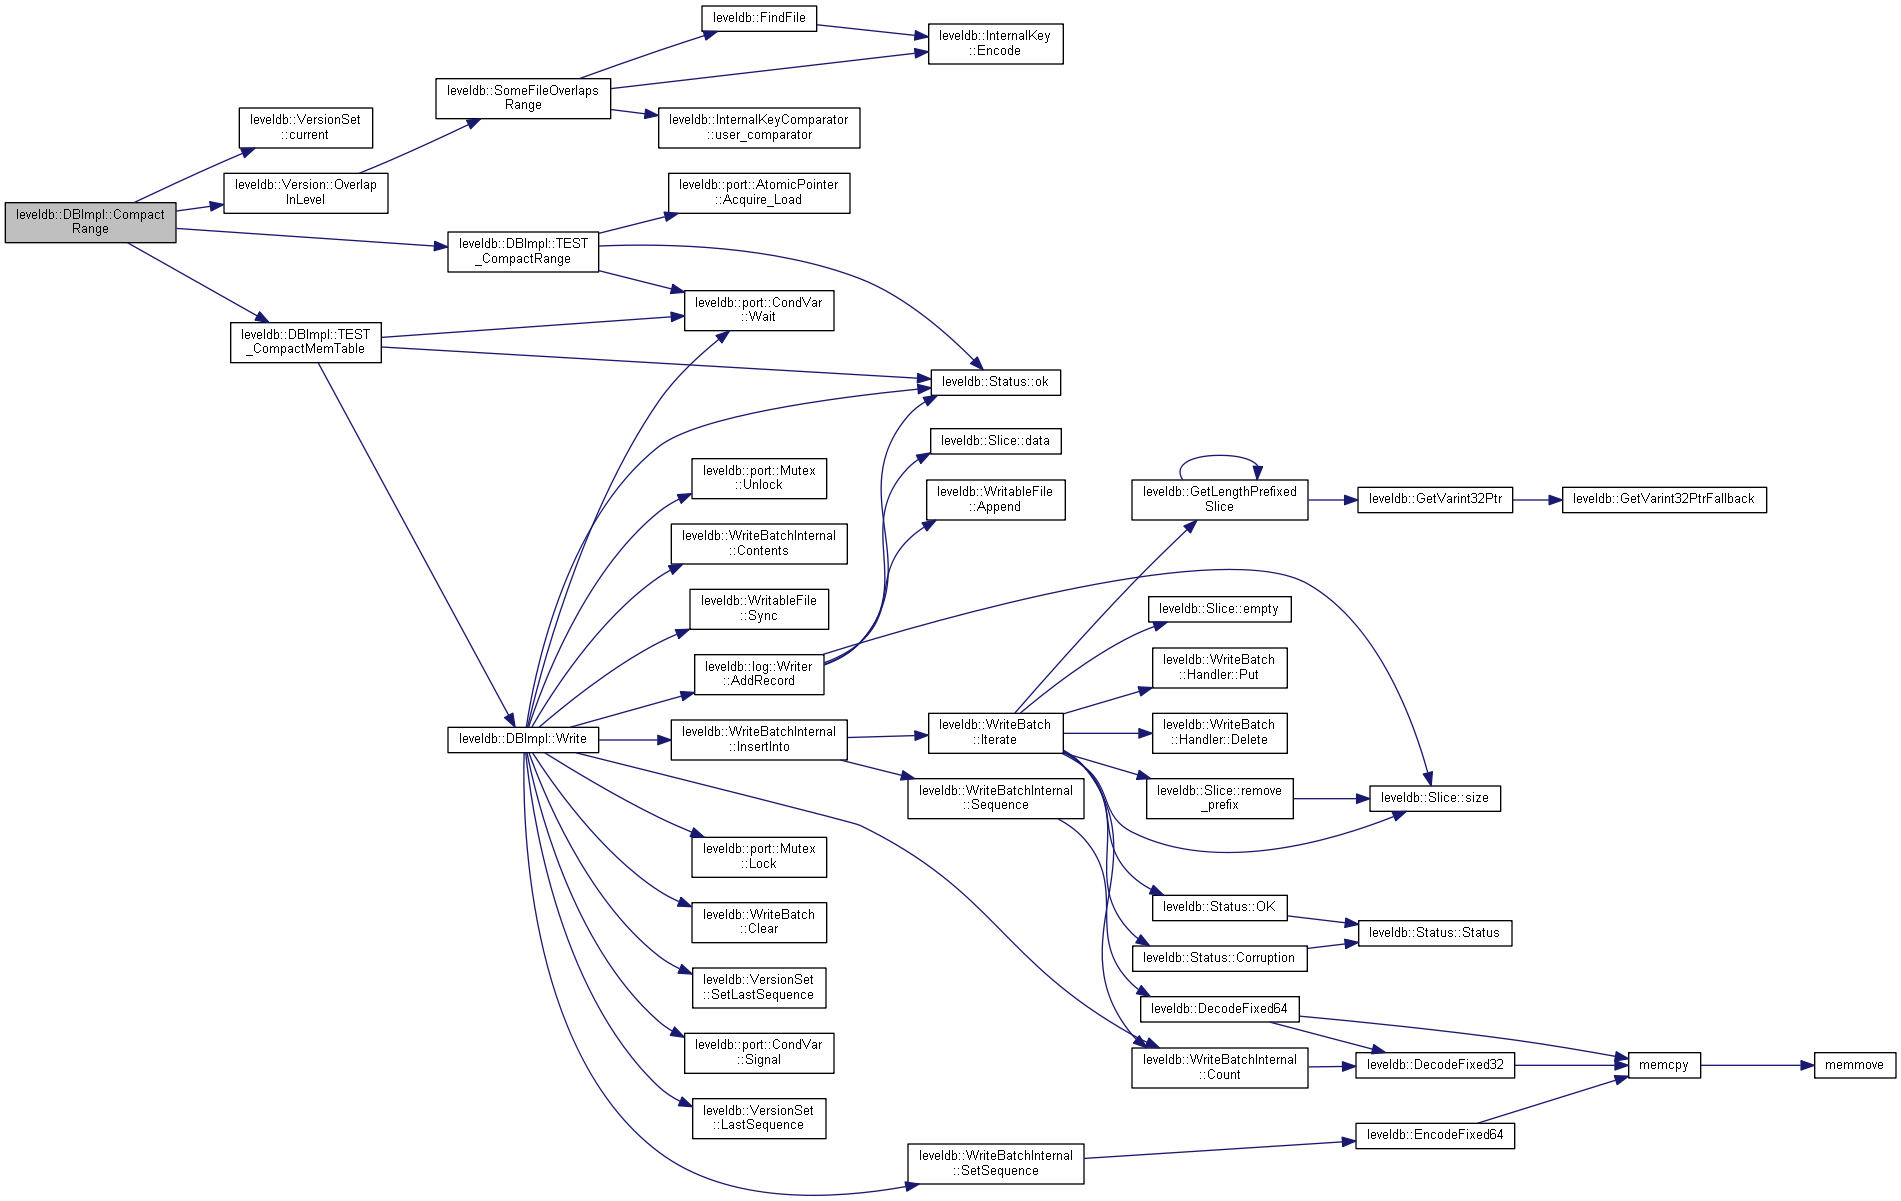 leveldb::DBImpl::Compact
Range
leveldb::VersionSet
::current
leveldb::Version::Overlap
InLevel
leveldb::DBImpl::TEST
_CompactMemTable
leveldb::SomeFileOverlaps
Range
leveldb::DBImpl::TEST
_CompactRange
leveldb::DBImpl::Write
leveldb::FindFile
leveldb::InternalKeyComparator
::user_comparator
leveldb::port::AtomicPointer
::Acquire_Load
leveldb::port::CondVar
::Wait
leveldb::port::Mutex
::Unlock
leveldb::WriteBatchInternal
::Contents
leveldb::WritableFile
::Sync
leveldb::log::Writer
::AddRecord
leveldb::WriteBatchInternal
::InsertInto
leveldb::port::Mutex
::Lock
leveldb::WriteBatch
::Clear
leveldb::VersionSet
::SetLastSequence
leveldb::port::CondVar
::Signal
leveldb::VersionSet
::LastSequence
leveldb::InternalKey
::Encode
leveldb::Status::ok
leveldb::Slice::data
leveldb::WritableFile
::Append
leveldb::WriteBatch
::Iterate
leveldb::WriteBatchInternal
::Sequence
leveldb::WriteBatchInternal
::SetSequence
leveldb::GetLengthPrefixed
Slice
leveldb::Slice::empty
leveldb::WriteBatch
::Handler::Put
leveldb::WriteBatch
::Handler::Delete
leveldb::Slice::remove
_prefix
leveldb::Status::OK
leveldb::Status::Corruption
leveldb::DecodeFixed64
leveldb::WriteBatchInternal
::Count
leveldb::GetVarint32Ptr
leveldb::Slice::size
leveldb::Status::Status
leveldb::DecodeFixed32
leveldb::EncodeFixed64
leveldb::GetVarint32PtrFallback
memcpy
memmove